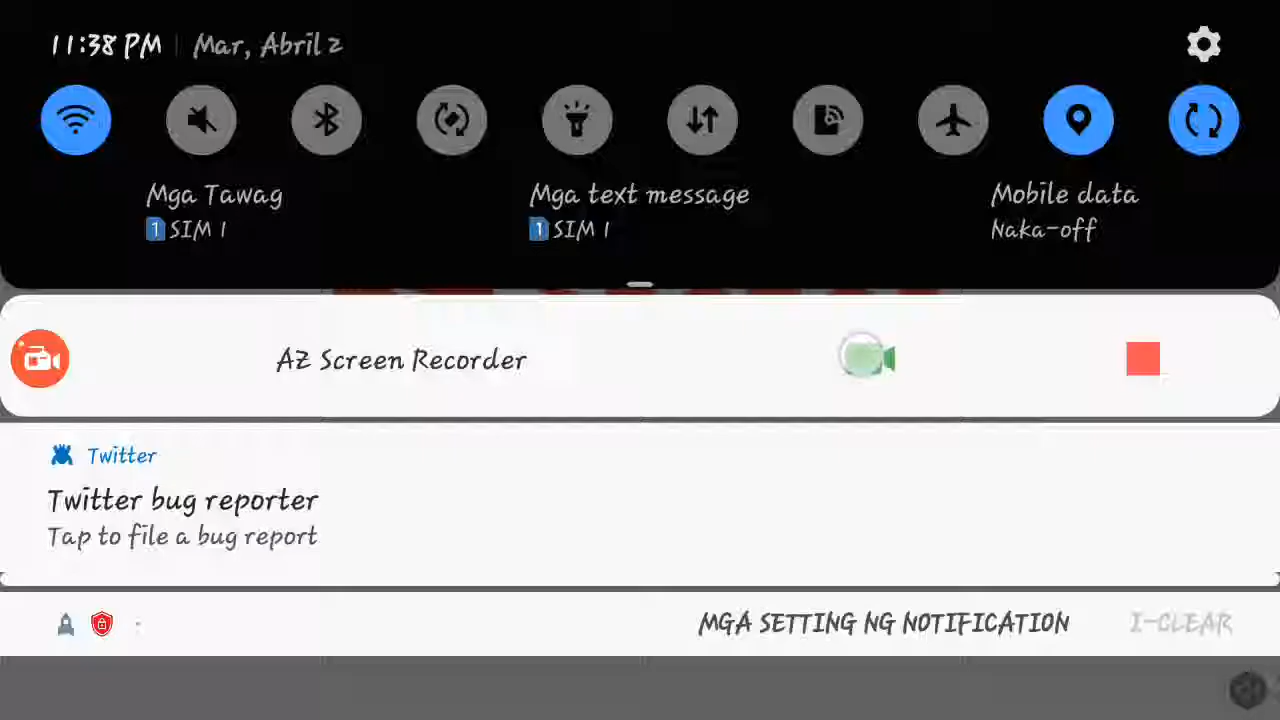 11:38 PM | Mar, Abril 2
Mga Tawag
1 SIM 1
Mga text message
1 SIM 1
Mobile data
Naka-off
AZ Screen Recorder
Twitter
Twitter bug reporter
Tap to file a bug report
MGA SETTING NG NOTIFICATION
I-CLEAR